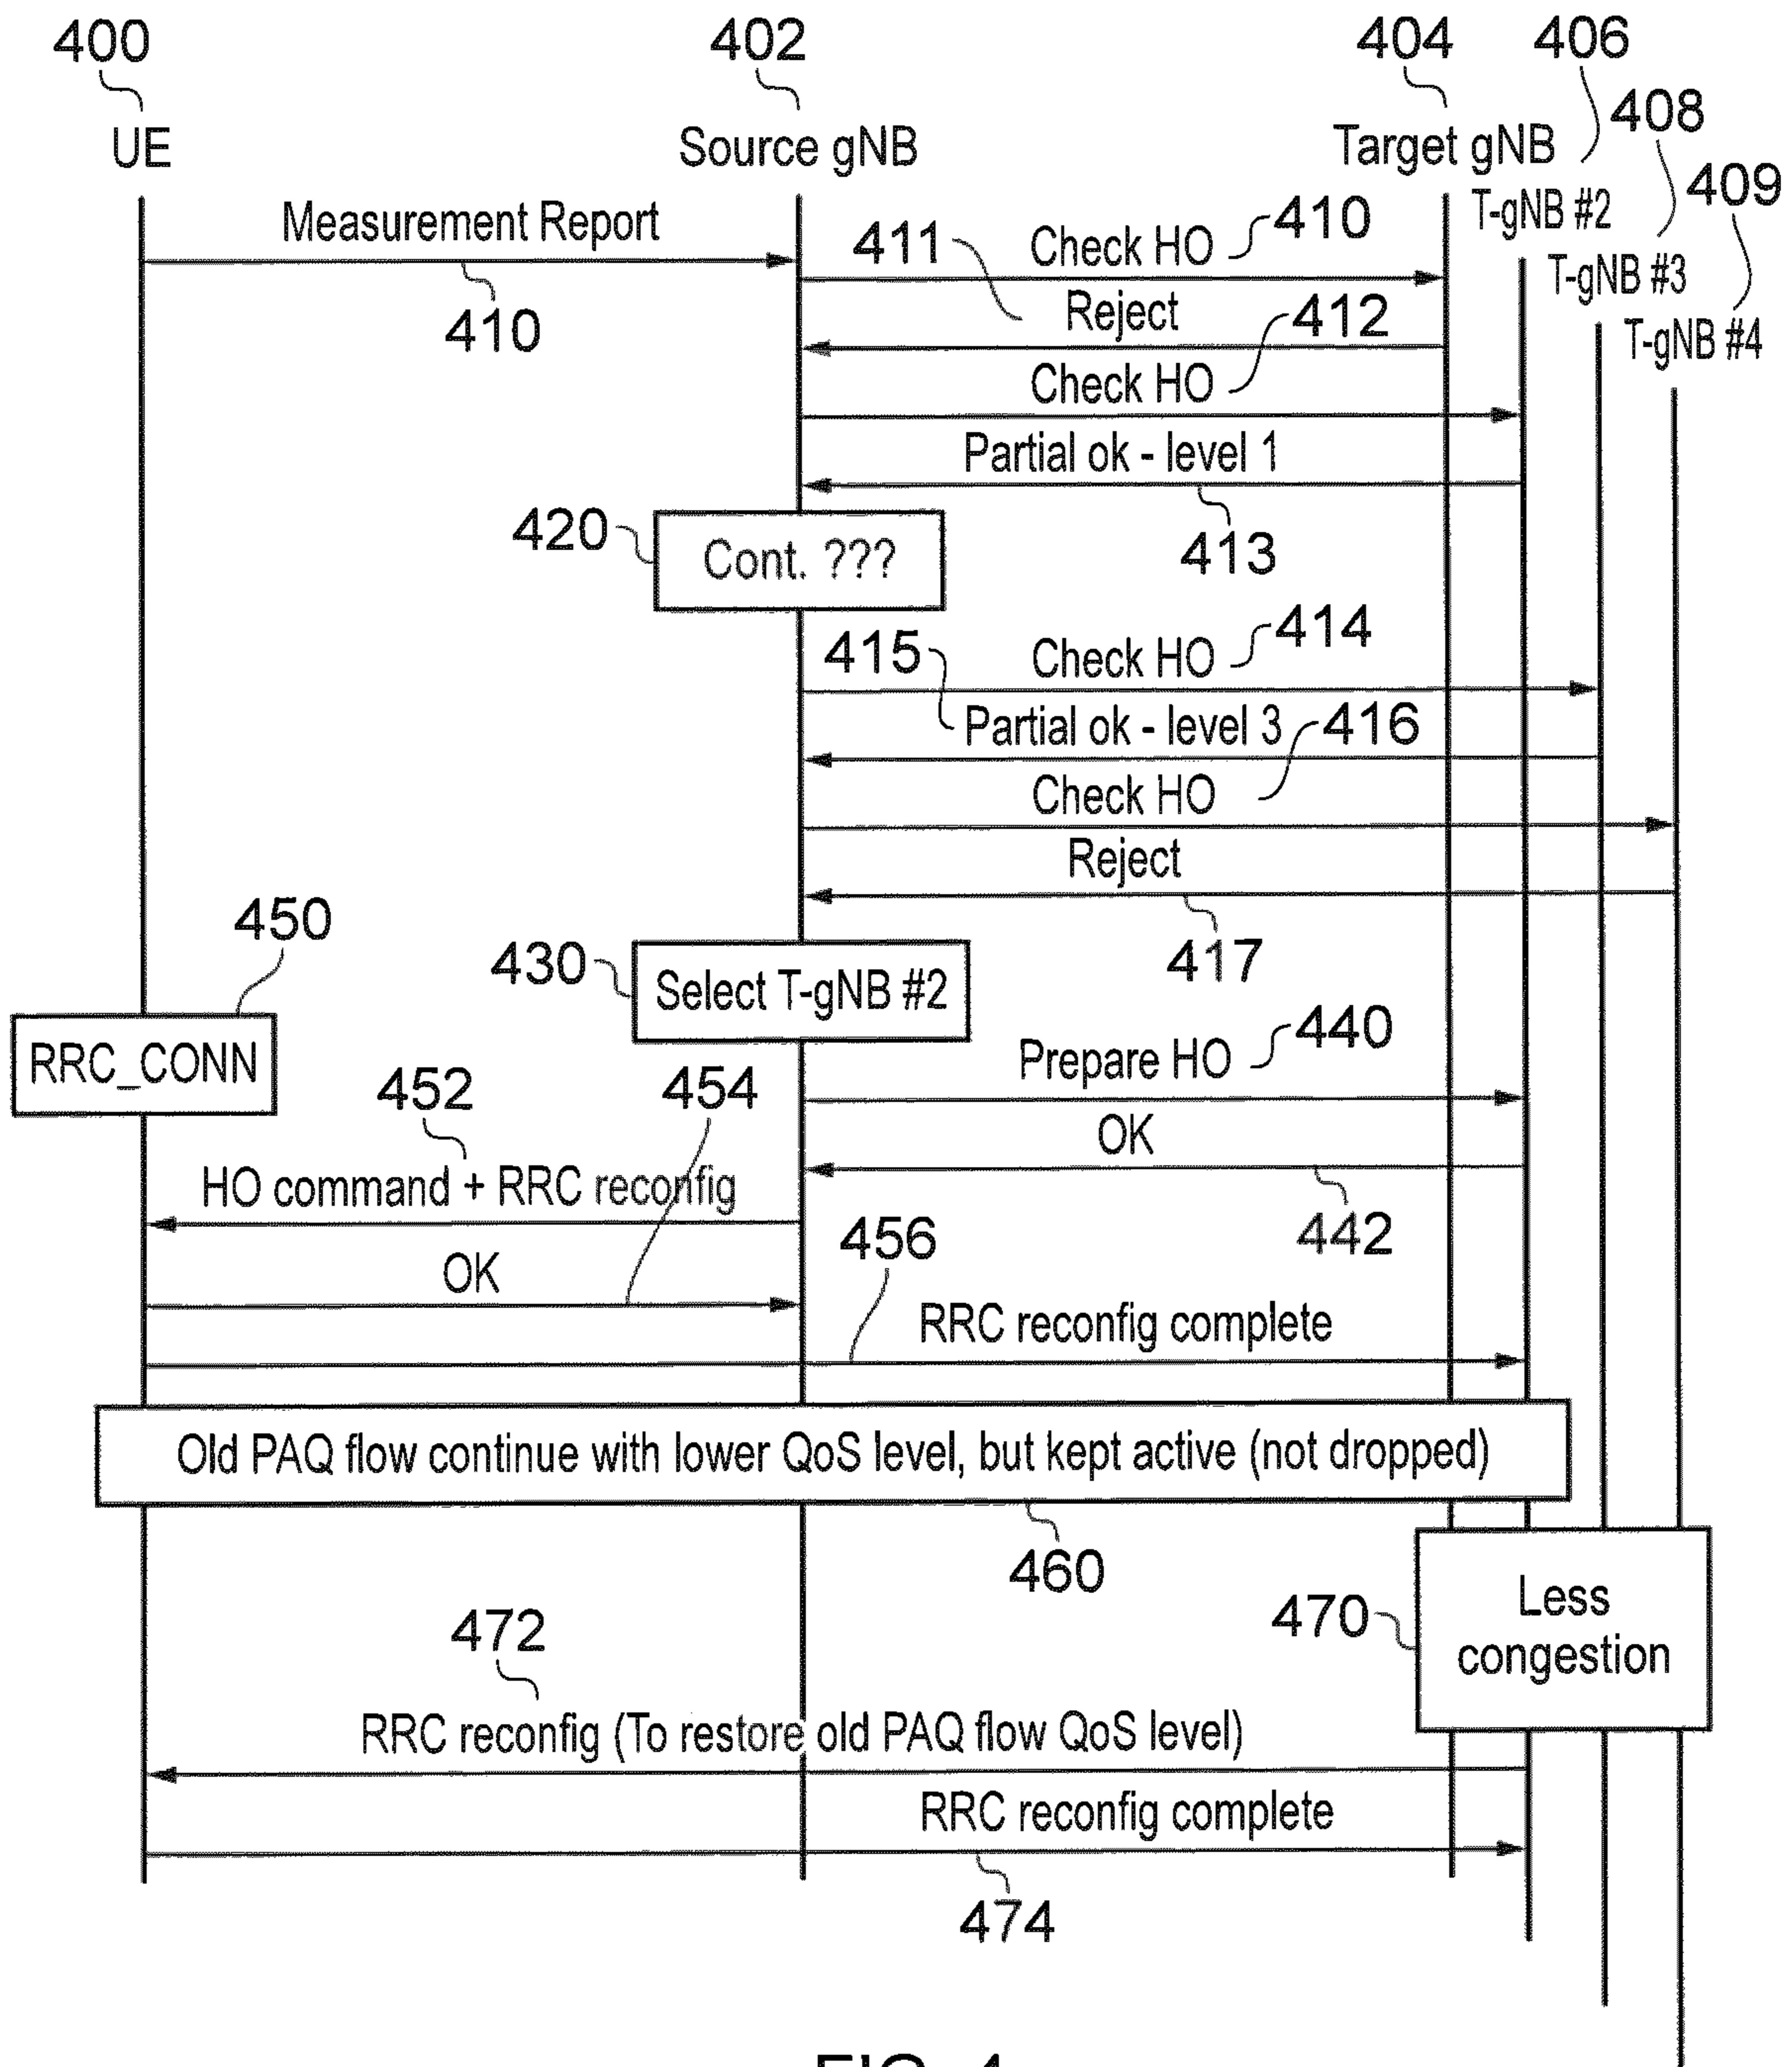 400
402
404
406
408
409
UE
Source gNB
Target gNB
T-gNB #2
T-gNB #3
T-gNB #4
Measurement Report
410
411
Check HO
410
Reject
412
Check HO
Partial ok - level 1
413
420
Cont. ???
415
Check HO
414
Partial ok - level 3
416
Check HO
Reject
417
450
430
Select T-gNB #2
RRC_CONN
Prepare HO
440
452
454
OK
442
HO command + RRC reconfig
456
OK
RRC reconfig complete
Old PAQ flow continue with lower QoS level, but kept active (not dropped)
460
470
Less
congestion
472
RRC reconfig (To restore old PAQ flow QoS level)
RRC reconfig complete
474